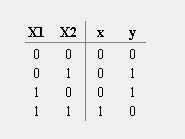 X1 X2 x y
0 0 0 0
0 1 0 1
1 0 0 1
1 1 1 0